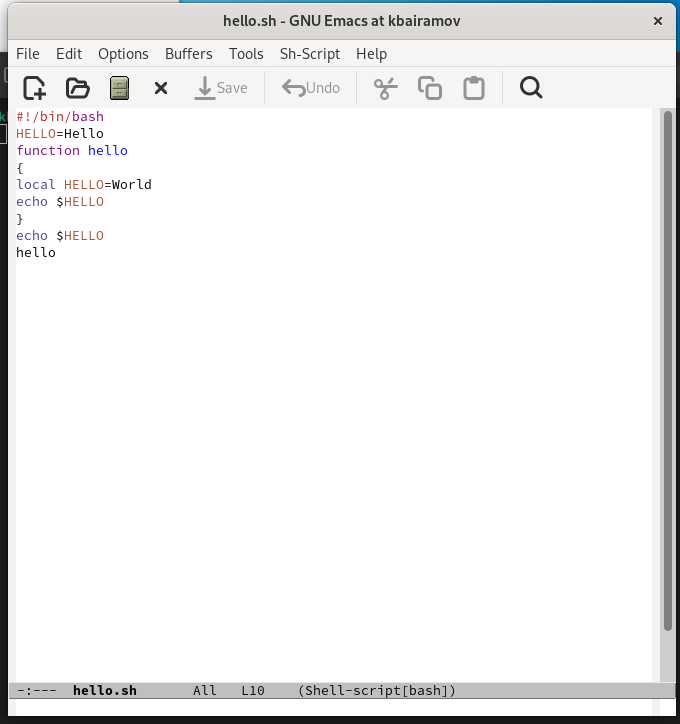 hello.sh - GNU Emacs at kbairamov
File Edit Options Buffers Tools Sh-Script Help
Save Undo
#!/bin/bash
HELLO=Hello
function hello
{
local HELLO=World
echo $HELLO
}
echo $HELLO
hello
-:--- hello.sh All L10 (Shell-script[bash])